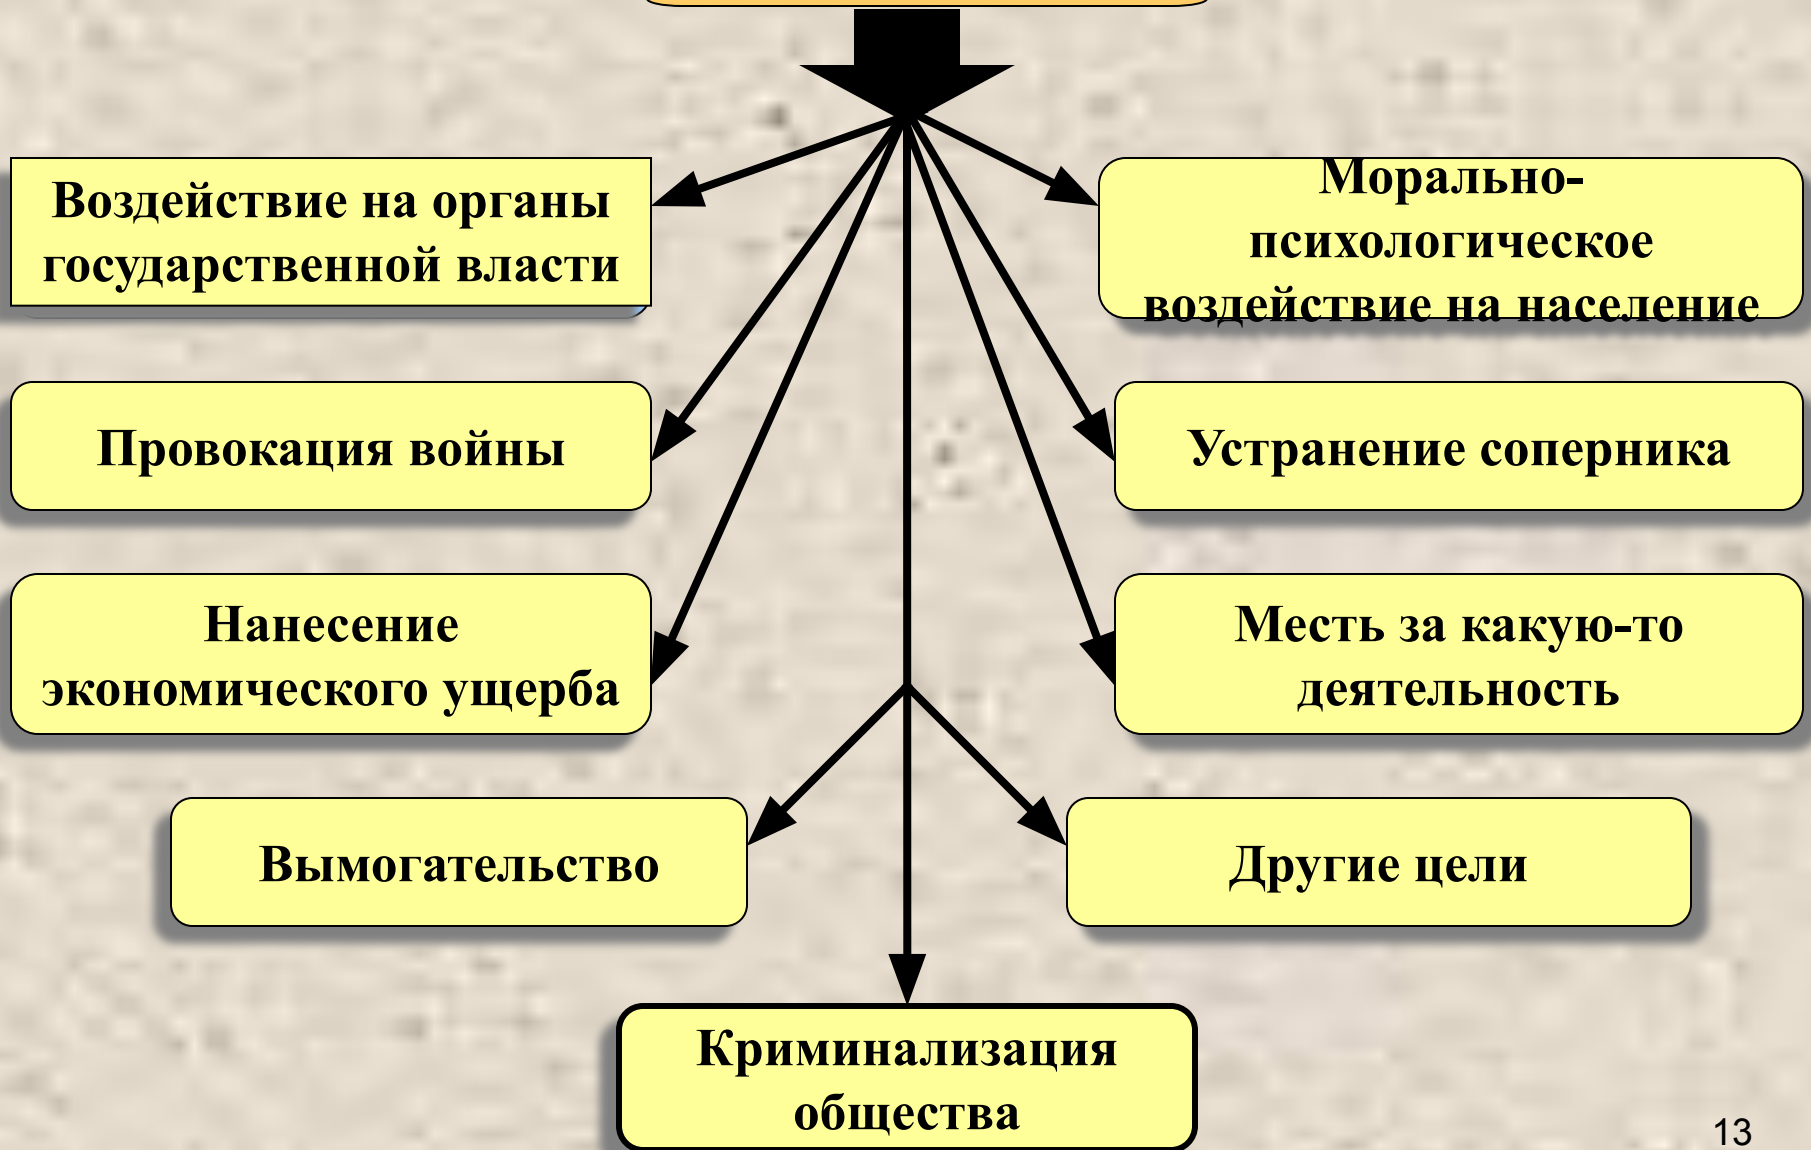 Воздействие на органы
государственной власти
Морально-
психологическое
воздействие на население
Провокация войны
Устранение соперника
Нанесение
экономического ущерба
Месть за какую-то
деятельность
Вымогательство
Другие цели
Криминализация
общества
13